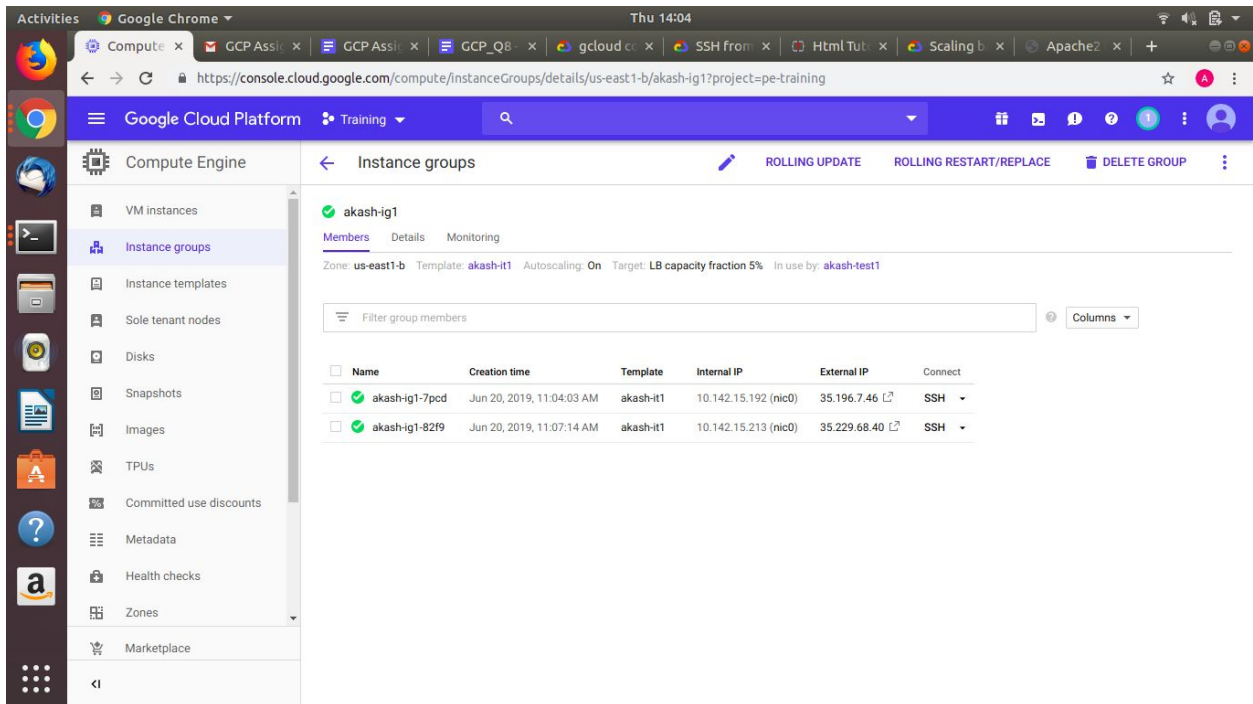 Activities Google Chrome Thu 14:04
Compute GCP Assig GCP Assig GCP_Q8- gcloud co SSH from Html Tuto Scaling b Apache2
https://console.cloud.google.com/compute/instanceGroups/details/us-east1-b/akash-ig1?project=pe-training A
Google Cloud Platform Training 1
Compute Engine Instance groups ROLLING UPDATE ROLLING RESTART/REPLACE DELETE GROUP
VM instances
Instance groups
Instance templates
Sole tenant nodes
Disks
Snapshots
Images
TPUs
Committed use discounts
Metadata
Health checks
Zones
Marketplace
akash-ig1
Members Details Monitoring
Zone: us-east1-b Template: akash-it1 Autoscaling: On Target: LB capacity fraction 5% In use by: akash-test1
Filter group members Columns
Name Creation time Template Internal IP External IP Connect
akash-ig1-7pcd Jun 20, 2019, 11:04:03 AM akash-it1 10.142.15.192 (nic0) 35.196.7.46 SSH
akash-ig1-82f9 Jun 20, 2019, 11:07:14 AM akash-it1 10.142.15.213 (nic0) 35.229.68.40 SSH